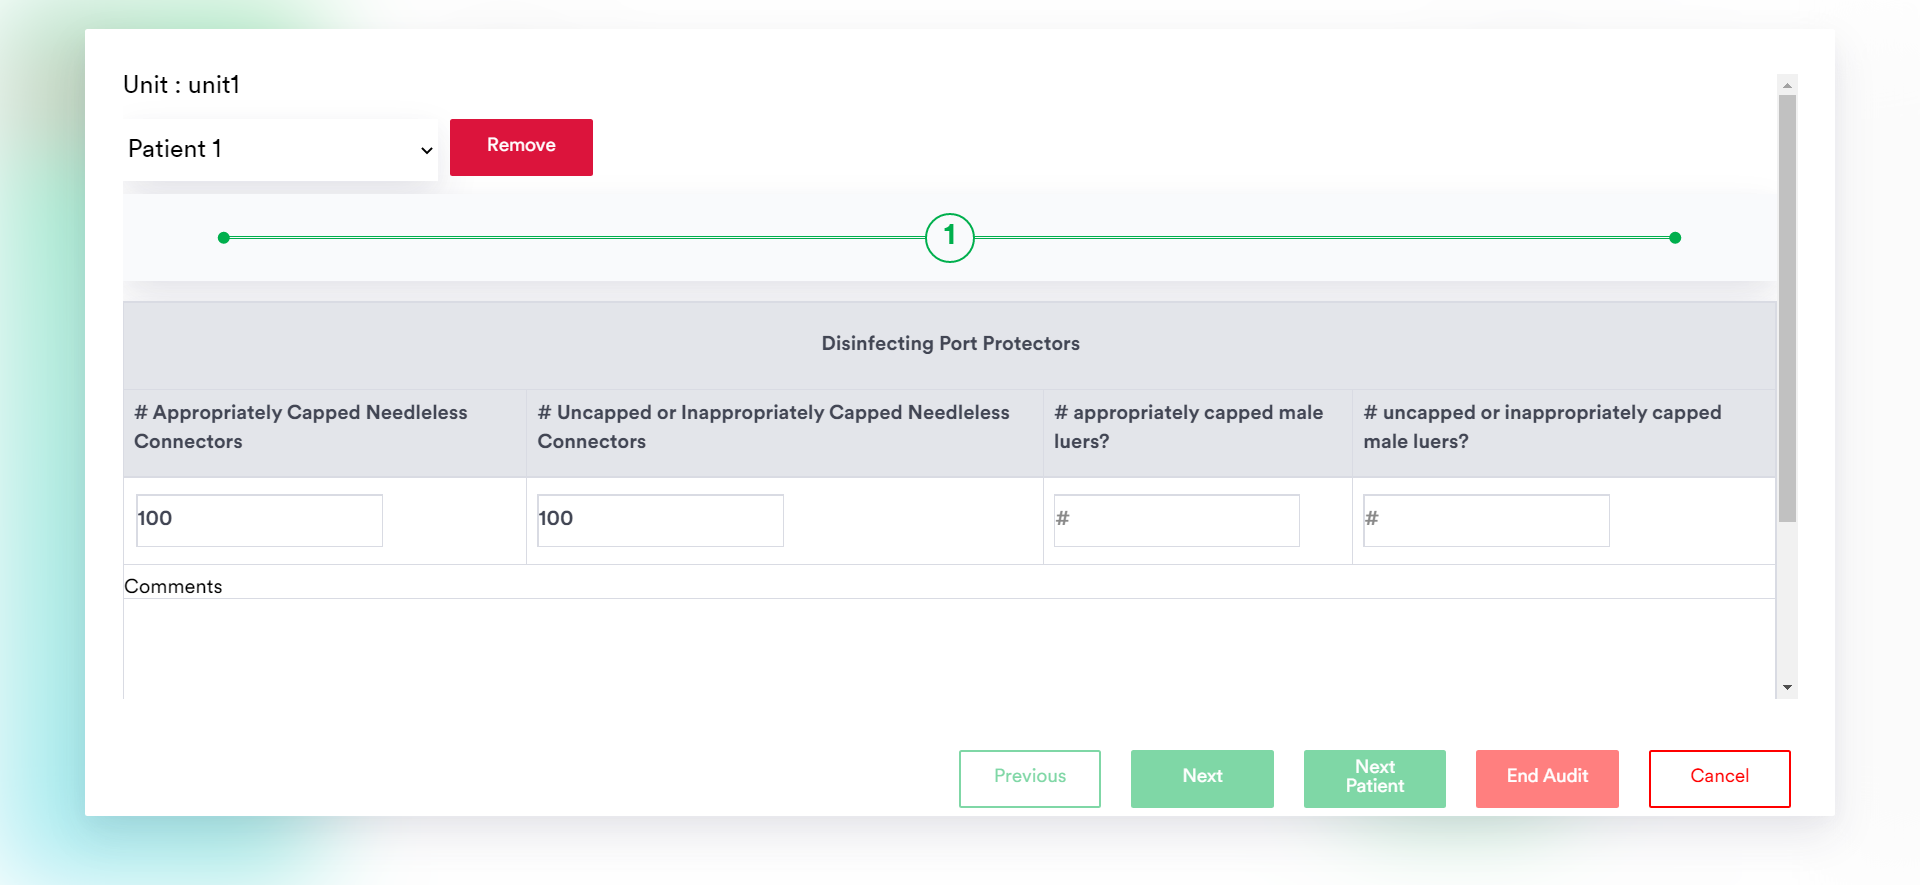 Unit : unit1
Patient 1
Remove
1
Disinfecting Port Protectors
# Appropriately Capped Needleless
Connectors
# Uncapped or Inappropriately Capped Needleless
Connectors
# appropriately capped male
luers?
# uncapped or inappropriately capped
male luers?
100
100
#
#
Comments
Previous
Next
Next
Patient
End Audit
Cancel